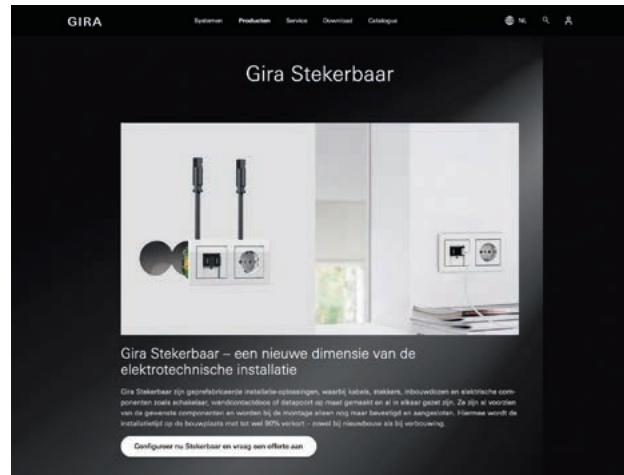 GIRA
Systemen Producten Service Download Catalogue
NL
Gira Stekerbaar
Gira Stekerbaar – een nieuwe dimensie van de
elektrotechnische installatie
Gira Stekerbaar zijn geprefabriceerde installatie-oplossingen, waarbij kabels, stekkers, inbouwdozen en elektrische com-
ponenten zoals schakelaar, wandcontactdoos of datapoort op maat gemaakt en al in elkaar gezet zijn. Ze zijn al voorzien
van de gewenste componenten en worden bij de montage alleen nog maar bevestigd en aangesloten. Hiermee wordt de
installatietijd op de bouwplaats met tot wel 90% verkort – zowel bij nieuwbouw als bij verbouwing.
Configureer nu Stekerbaar en vraag een offerte aan